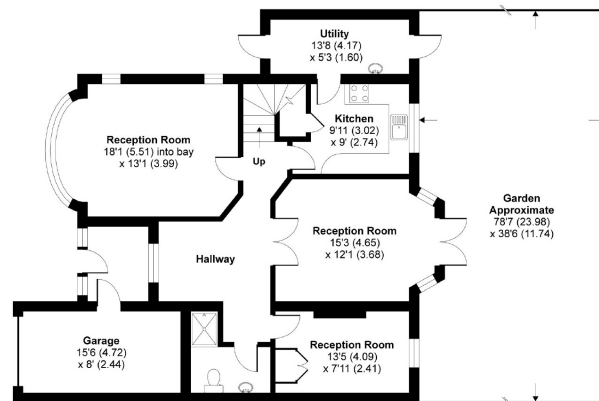 Utility
13'8 (4.17)
x 5'3 (1.60)
Kitchen
9'11 (3.02)
x 9' (2.74)
Reception Room
18'1 (5.51) into bay
x 13'1 (3.99)
Up
Garden
Approximate
78'7 (23.98)
x 38'6 (11.74)
Reception Room
15'3 (4.65)
x 12'1 (3.68)
Hallway
Garage
15'6 (4.72)
x 8' (2.44)
Reception Room
13'5 (4.09)
x 7'11 (2.41)